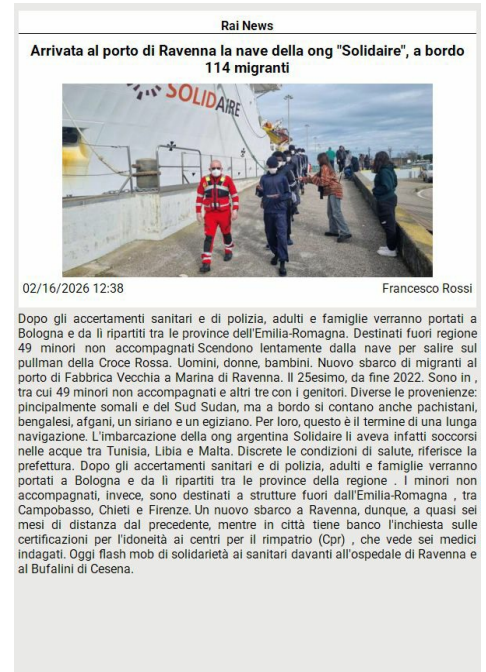 Rai News
Arrivata al porto di Ravenna la nave della ong "Solidaire", a bordo
114 migranti
SOLIDAIRE
02/16/2026 12:38
Francesco Rossi
Dopo gli accertamenti sanitari e di polizia, adulti e famiglie verranno portati a
Bologna e da lì ripartiti tra le province dell'Emilia-Romagna. Destinati fuori regione
49 minori non accompagnati Scendono lentamente dalla nave per salire sul
pullman della Croce Rossa. Uomini, donne, bambini. Nuovo sbarco di migranti al
porto di Fabbrica Vecchia a Marina di Ravenna. Il 25esimo, da fine 2022. Sono in ,
tra cui 49 minori non accompagnati e altri tre con i genitori. Diverse le provenienze:
pincipalmente somali e del Sud Sudan, ma a bordo si contano anche pachistani,
bengalesi, afgani, un siriano e un egiziano. Per loro, questo è il termine di una lunga
navigazione. L'imbarcazione della ong argentina Solidaire li aveva infatti soccorsi
nelle acque tra Tunisia, Libia e Malta. Discrete le condizioni di salute, riferisce la
prefettura. Dopo gli accertamenti sanitari e di polizia, adulti e famiglie verranno
portati a Bologna e da lì ripartiti tra le province della regione . I minori non
accompagnati, invece, sono destinati a strutture fuori dall'Emilia-Romagna , tra
Campobasso, Chieti e Firenze. Un nuovo sbarco a Ravenna, dunque, a quasi sei
mesi di distanza dal precedente, mentre in città tiene banco l'inchiesta sulle
certificazioni per l'idoneità ai centri per il rimpatrio (Cpr) , che vede sei medici
indagati. Oggi flash mob di solidarietà ai sanitari davanti all'ospedale di Ravenna e
al Bufalini di Cesena.